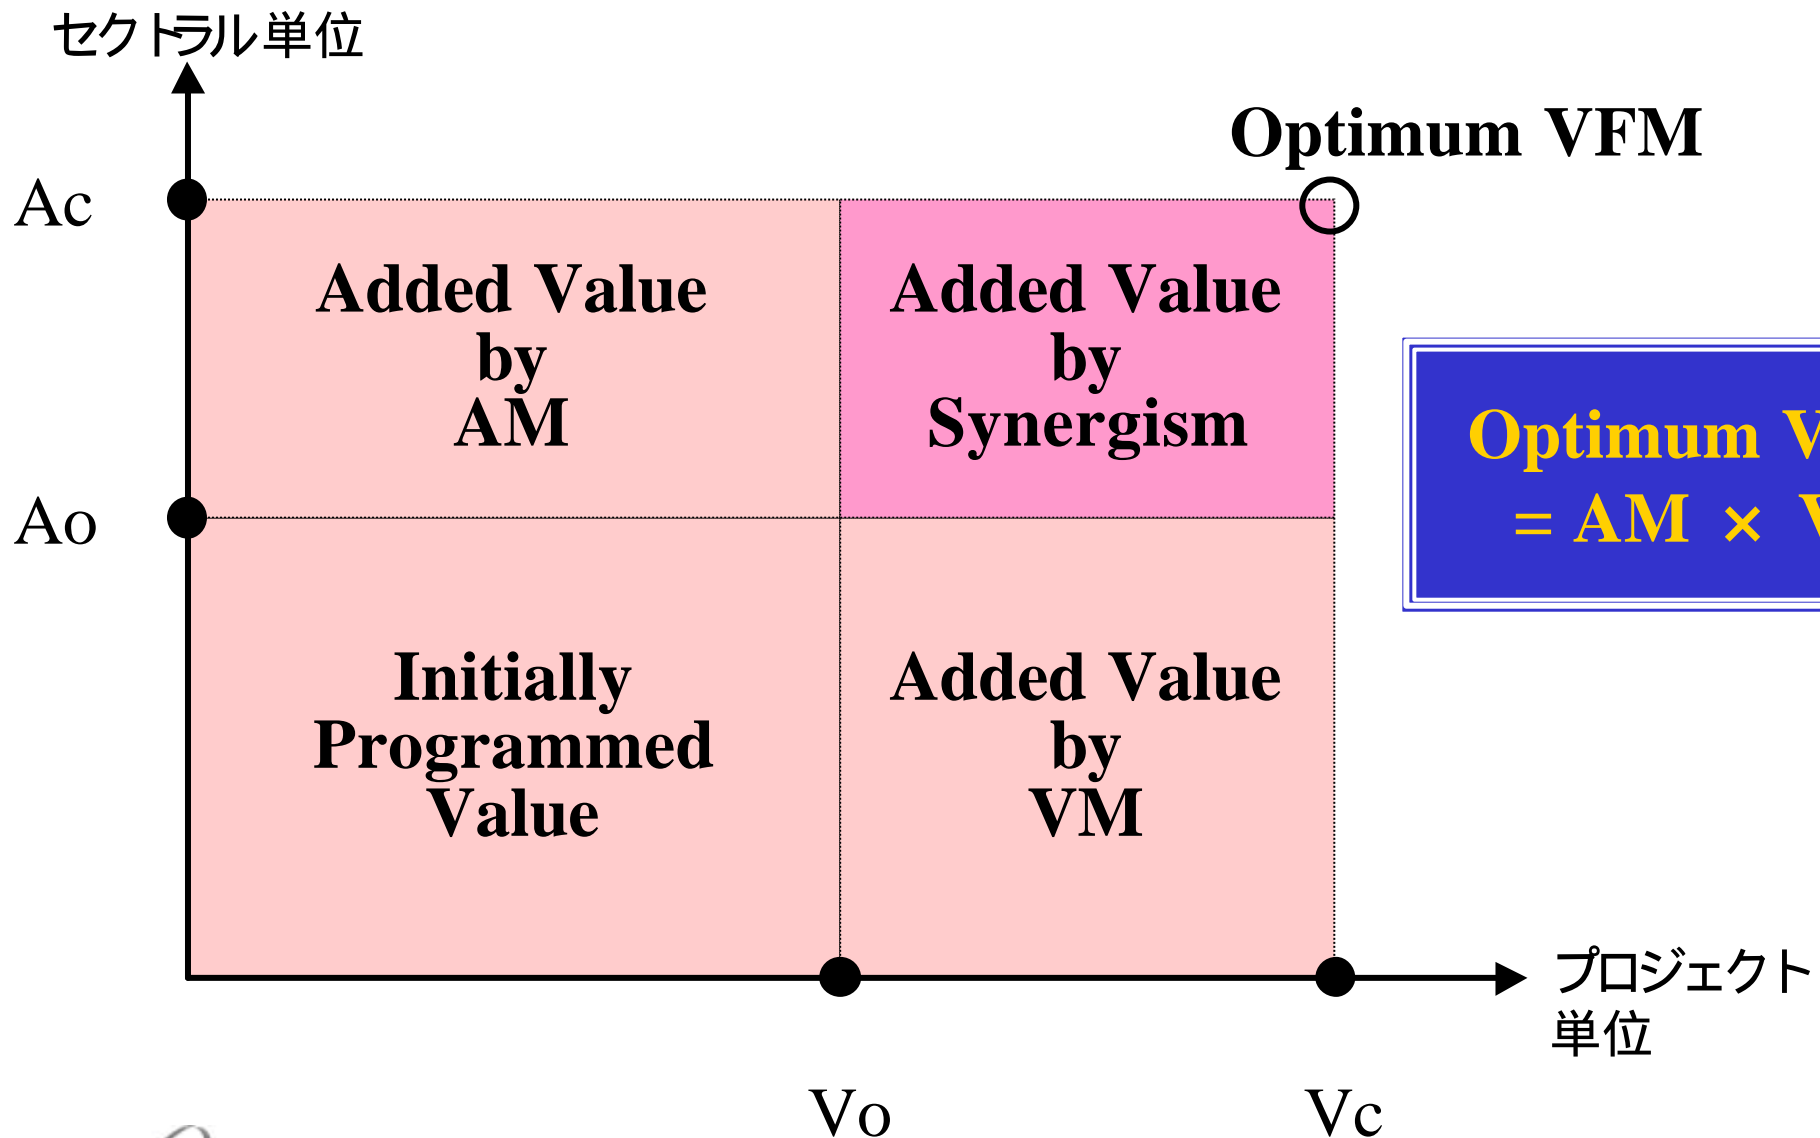 セクトラル単位
Optimum VFM
Ac
Added Value
by
AM
Added Value
by
Synergism
Optimum
= AM ×
Ao
Initially
Programmed
Value
Added Value
by
VM
プロジェクト
単位
Vo
Vc